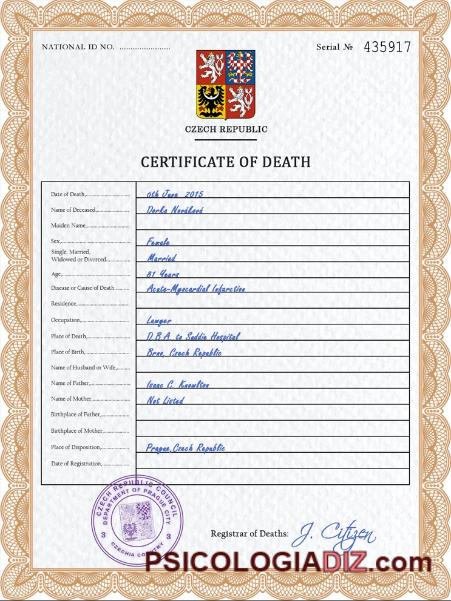 NATIONAL ID NO. ........................
Serial № 435917
CZECH REPUBLIC
CERTIFICATE OF DEATH
Date of Death, 6th June 2015
Name of Deceased, Dorka Nováková
Maiden Name,
Sex, Female
Single, Married,
Widowed or Divorced, Married
Age, 81 Years
Disease or Cause of Death, Acute-Myocardial Infarction
Residence,
Occupation, Lawyer
Place of Death, D.B.A. to Suddie Hospital
Place of Birth, Brno, Czech Republic
Name of Husband or Wife,
Name of Father, Isaac C. Knowlton
Name of Mother, Not Listed
Birthplace of Father,
Birthplace of Mother,
Place of Disposition, Prague,Czech Republic
Date of Registration,
CZECH REPUBLIC COUNCIL
DEPARTMENT OF PRAGUE CITY
CZECHIA COUNTRY
Registrar of Deaths: J. Citizen
PSICOLOGIADIZ.com